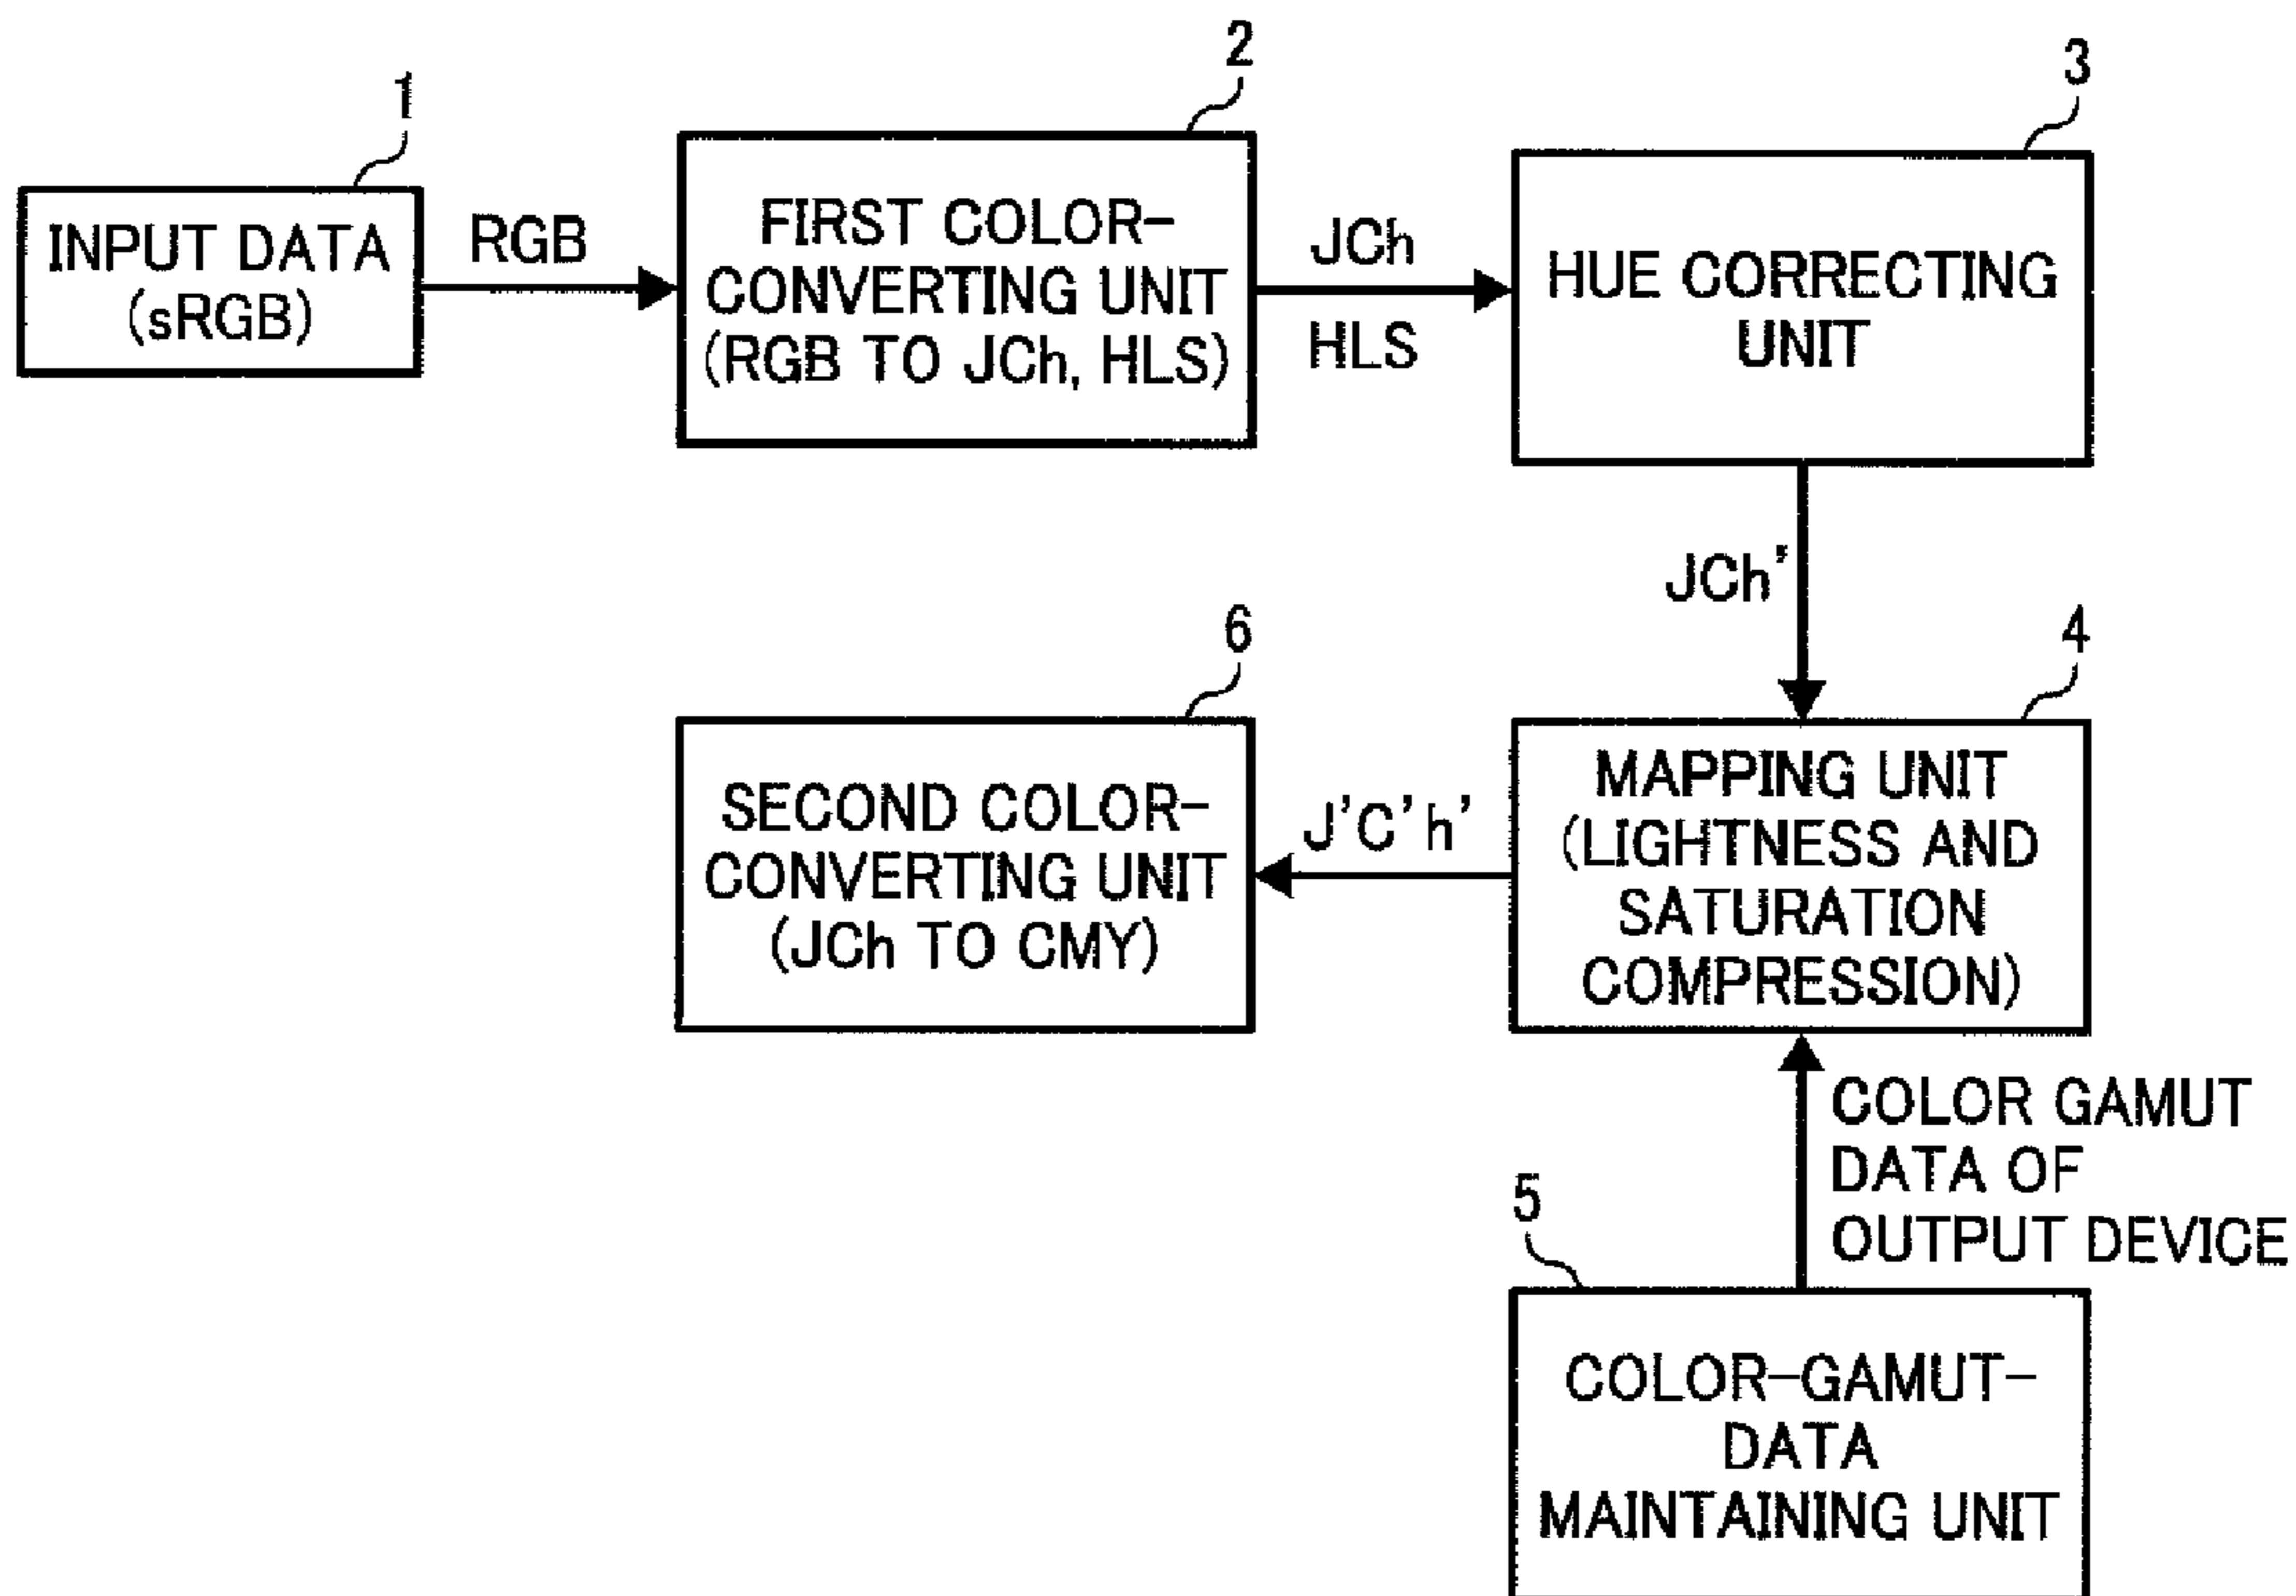 1
INPUT DATA
(sRGB)
RGB
2
FIRST COLOR-
CONVERTING UNIT
(RGB TO JCh, HLS)
JCh
HLS
3
HUE CORRECTING
UNIT
JCh'
4
MAPPING UNIT
(LIGHTNESS AND
SATURATION
COMPRESSION)
J'C'h'
6
SECOND COLOR-
CONVERTING UNIT
(JCh TO CMY)
COLOR GAMUT
DATA OF
OUTPUT DEVICE
5
COLOR-GAMUT-
DATA
MAINTAINING UNIT